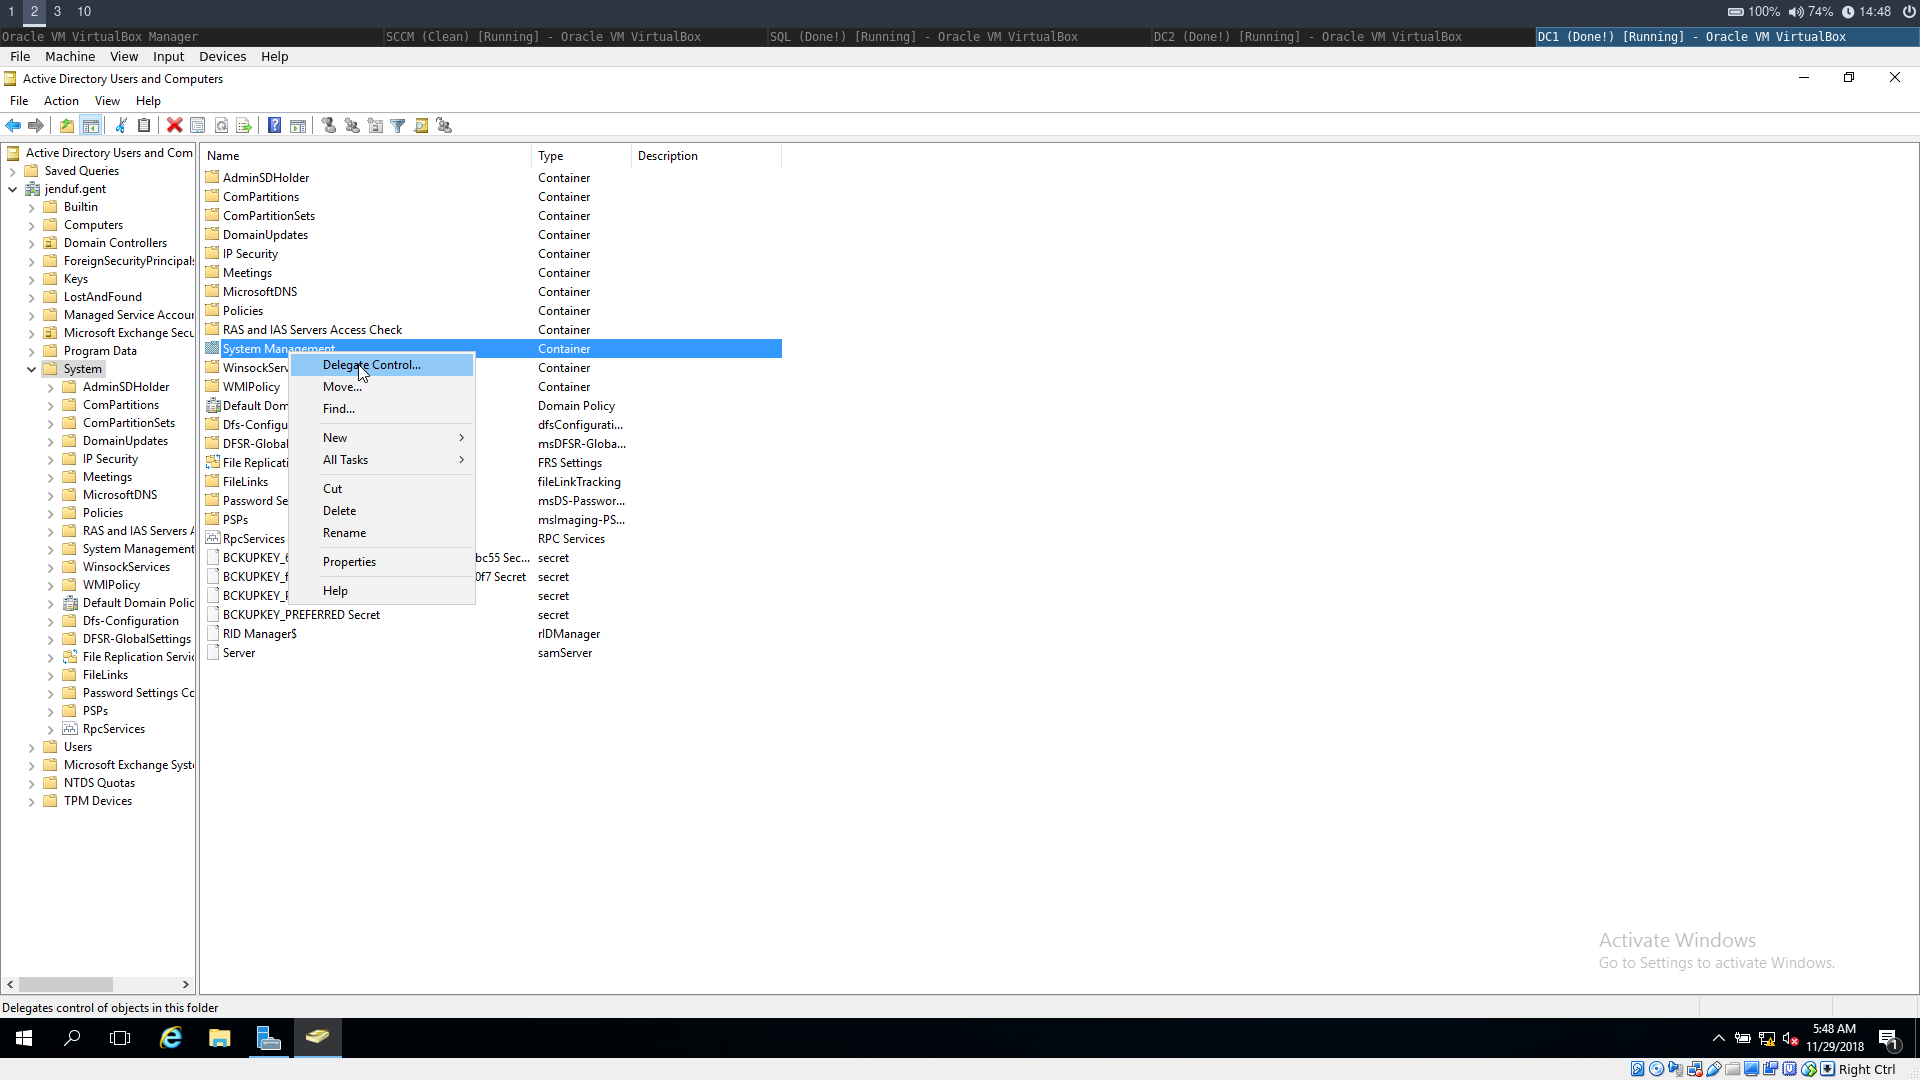 1 2 3 10 100% 74% 14:48
Oracle VM VirtualBox Manager SCCM (Clean) [Running] - Oracle VM VirtualBox SQL (Done!) [Running] - Oracle VM VirtualBox DC2 (Done!) [Running] - Oracle VM VirtualBox DC1 (Done!) [Running] - Oracle VM VirtualBox
File Machine View Input Devices Help
Active Directory Users and Computers
File Action View Help
Active Directory Users and Com
Saved Queries
jenduf.gent
Builtin
Computers
Domain Controllers
ForeignSecurityPrincipals
Keys
LostAndFound
Managed Service Accour
Microsoft Exchange Secu
Program Data
System
AdminSDHolder
ComPartitions
ComPartitionSets
DomainUpdates
IP Security
Meetings
MicrosoftDNS
Policies
RAS and IAS Servers A
System Management
WinsockServices
WMIPolicy
Default Domain Polic
Dfs-Configuration
DFSR-GlobalSettings
File Replication Servic
FileLinks
Password Settings Cc
PSPs
RpcServices
Users
Microsoft Exchange Syste
NTDS Quotas
TPM Devices
Name Type Description
AdminSDHolder Container
ComPartitions Container
ComPartitionSets Container
DomainUpdates Container
IP Security Container
Meetings Container
MicrosoftDNS Container
Policies Container
RAS and IAS Servers Access Check Container
System Management Container
WinsockServ Container
WMIPolicy Container
Default Dom Domain Policy
Dfs-Configu dfsConfigurati...
DFSR-Global msDFSR-Globa...
File Replicati FRS Settings
FileLinks fileLinkTracking
Password Se msDS-Passwor...
PSPs msImaging-PS...
RpcServices RPC Services
BCKUPKEY_6 bc55 Sec... secret
BCKUPKEY_f 0f7 Secret secret
BCKUPKEY_P secret
BCKUPKEY_PREFERRED Secret secret
RID Manager$ rIDManager
Server samServer
Delegate Control...
Move...
Find...
New
All Tasks
Cut
Delete
Rename
Properties
Help
Activate Windows
Go to Settings to activate Windows.
Delegates control of objects in this folder
5:48 AM
11/29/2018
1
Right Ctrl